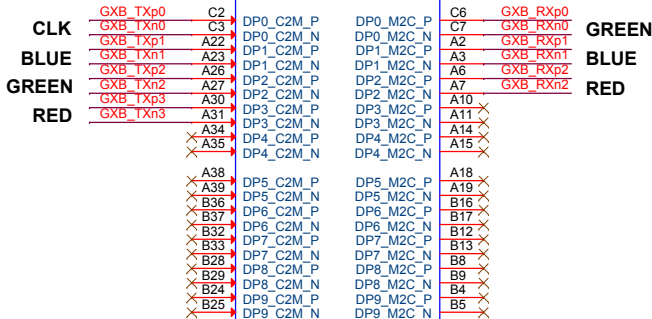 GXB_TXp0 C2 DP0_C2M_P DP0_M2C_P C6 GXB_RXp0
CLK GXB_TXn0 C3 DP0_C2M_N DP0_M2C_N C7 GXB_RXn0 GREEN
GXB_TXp1 A22 DP1_C2M_P DP1_M2C_P A2 GXB_RXp1
BLUE GXB_TXn1 A23 DP1_C2M_N DP1_M2C_N A3 GXB_RXn1 BLUE
GXB_TXp2 A26 DP2_C2M_P DP2_M2C_P A6 GXB_RXp2
GREEN GXB_TXn2 A27 DP2_C2M_N DP2_M2C_N A7 GXB_RXn2 RED
GXB_TXp3 A30 DP3_C2M_P DP3_M2C_P A10
RED GXB_TXn3 A31 DP3_C2M_N DP3_M2C_N A11
A34 DP4_C2M_P DP4_M2C_P A14
A35 DP4_C2M_N DP4_M2C_N A15
A38 DP5_C2M_P DP5_M2C_P A18
A39 DP5_C2M_N DP5_M2C_N A19
B36 DP6_C2M_P DP6_M2C_P B16
B37 DP6_C2M_N DP6_M2C_N B17
B32 DP7_C2M_P DP7_M2C_P B12
B33 DP7_C2M_N DP7_M2C_N B13
B28 DP8_C2M_P DP8_M2C_P B8
B29 DP8_C2M_N DP8_M2C_N B9
B24 DP9_C2M_P DP9_M2C_P B4
B25 DP9_C2M_N DP9_M2C_N B5